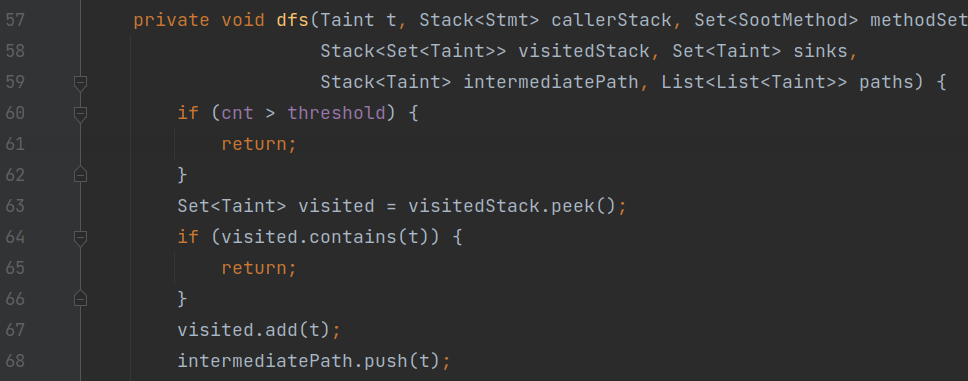 57 private void dfs(Taint t, Stack<Stmt> callerStack, Set<SootMethod> methodSet
58 Stack<Set<Taint>> visitedStack, Set<Taint> sinks,
59 Stack<Taint> intermediatePath, List<List<Taint>> paths) {
60 if (cnt > threshold) {
61 return;
62 }
63 Set<Taint> visited = visitedStack.peek();
64 if (visited.contains(t)) {
65 return;
66 }
67 visited.add(t);
68 intermediatePath.push(t);